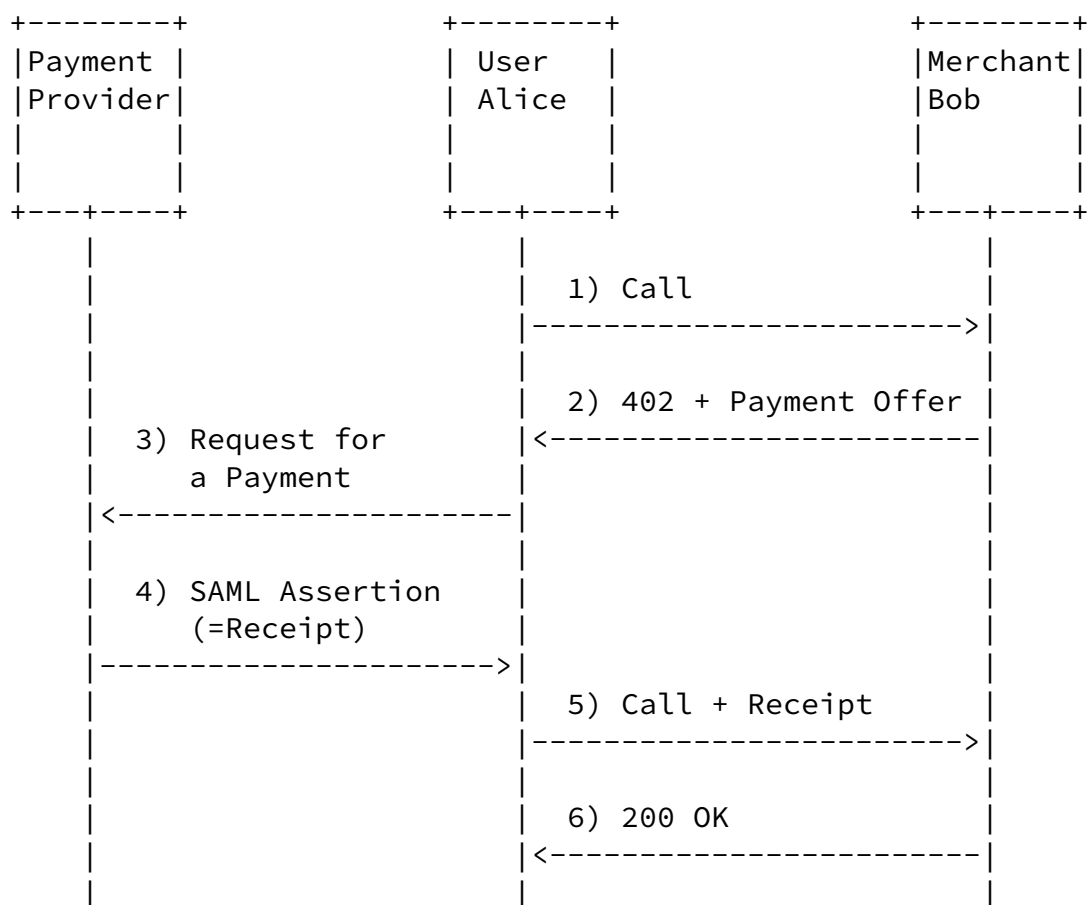 Payment
Provider
User
Alice
Merchant
Bob
1) Call
2) 402 + Payment Offer
3) Request for
a Payment
4) SAML Assertion
(=Receipt)
5) Call + Receipt
6) 200 OK